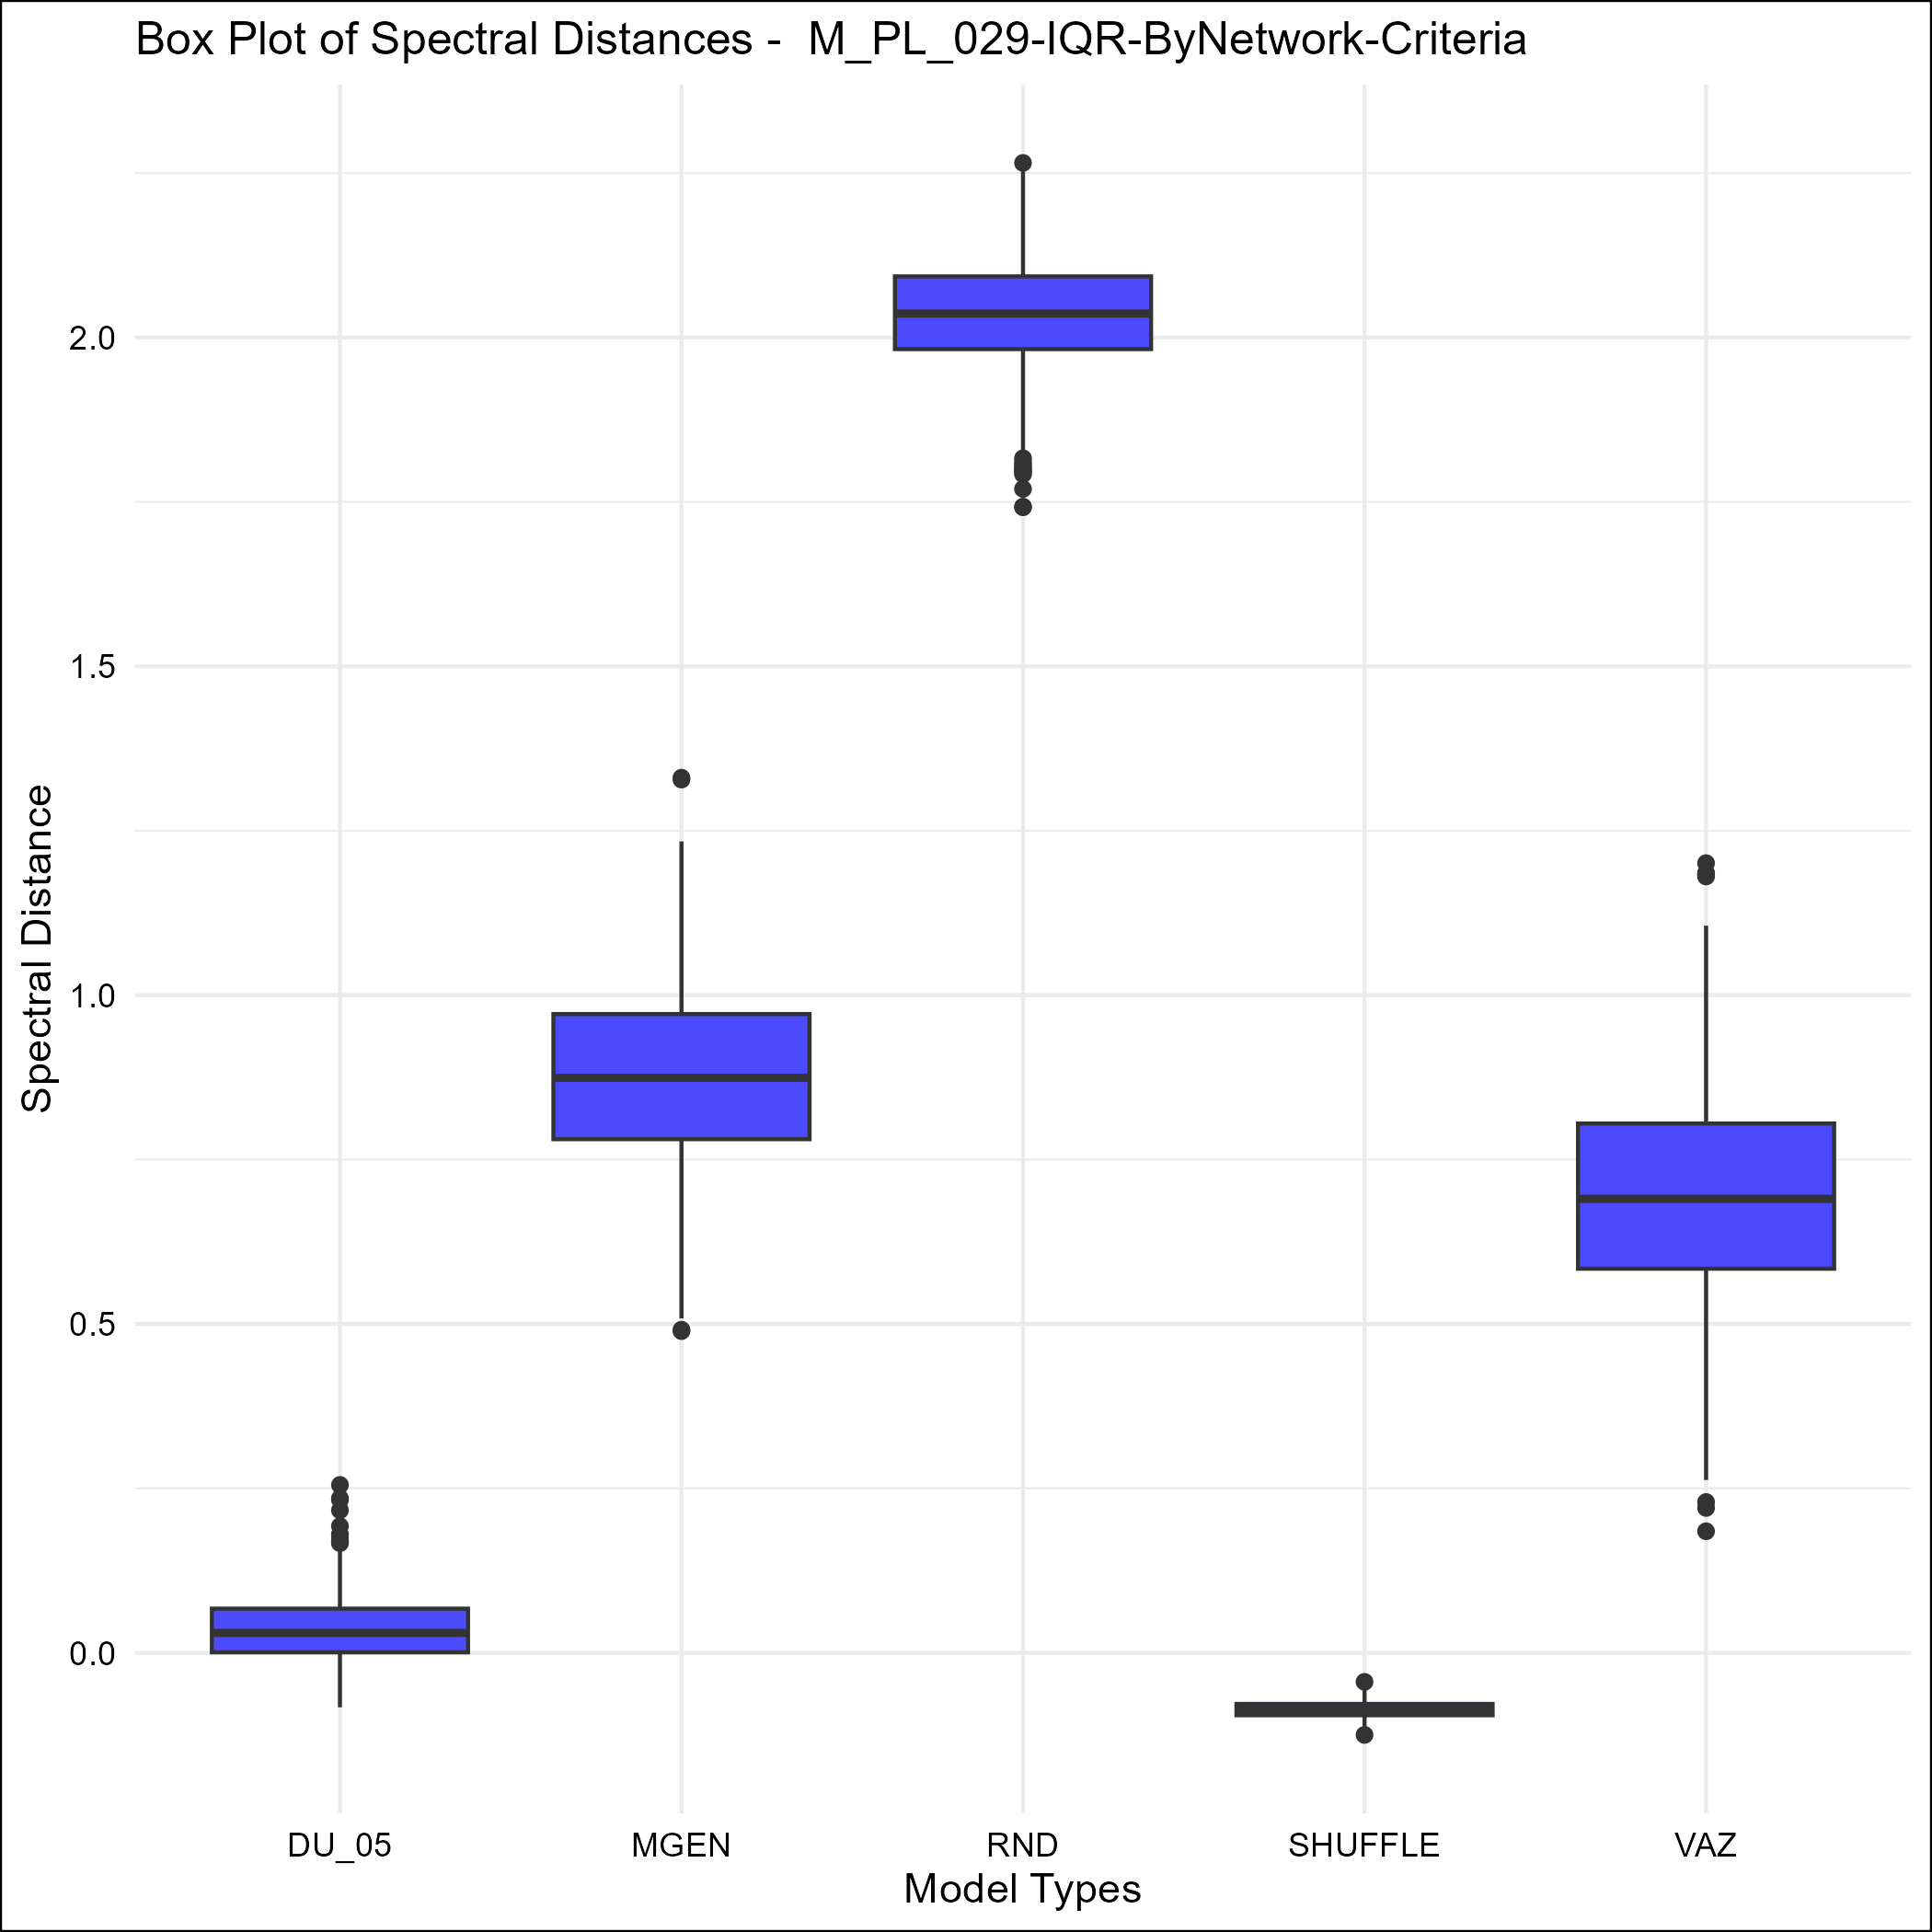 Box Plot of Spectral Distances -  M_PL_029-IQR-ByNetwork-Criteria
Spectral Distance
2.0
1.5
1.0
0.5
0.0
DU_05 MGEN RND SHUFFLE VAZ
Model Types